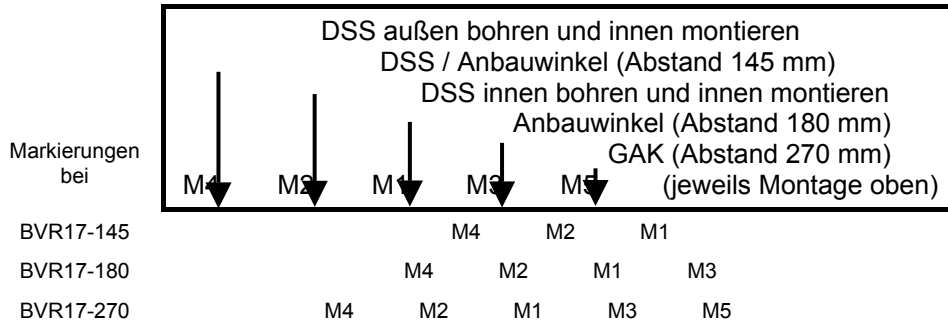 DSS außen bohren und innen montieren
DSS / Anbauwinkel (Abstand 145 mm)
DSS innen bohren und innen montieren
Anbauwinkel (Abstand 180 mm)
Markierungen
bei
GAK (Abstand 270 mm)
M4 M2 M1 M3 M5 (jeweils Montage oben)
BVR17-145 M4 M2 M1
BVR17-180 M4 M2 M1 M3
BVR17-270 M4 M2 M1 M3 M5